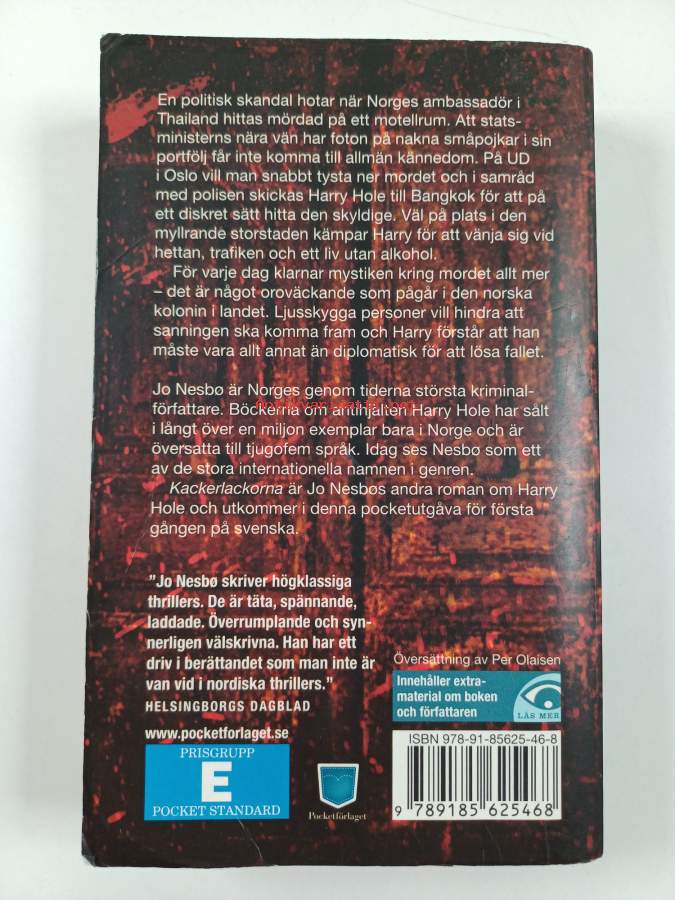 En politisk skandal hotar när Norges ambassadör i
Thailand hittas mördad på ett motellrum. Att stats-
ministerns nära vän har foton på nakna småpojkar i sin
portfölj får inte komma till allmän kännedom. På UD
i Oslo vill man snabbt tysta ner mordet och i samråd
med polisen skickas Harry Hole till Bangkok för att på
ett diskret sätt hitta den skyldige. Väl på plats i den
myllrande storstaden kämpar Harry för att vänja sig vid
hettan, trafiken och ett liv utan alkohol.
För varje dag klarnar mystiken kring mordet allt mer
– det är något oroväckande som pågår i den norska
kolonin i landet. Ljusskygga personer vill hindra att
sanningen ska komma fram och Harry förstår att han
måste vara allt annat än diplomatisk för att lösa fallet.
Jo Nesbø är Norges genom tiderna största kriminal-
författare. Böckerna om antihjälten Harry Hole har sålt
i långt över en miljon exemplar bara i Norge och är
översatta till tjugofem språk. Idag ses Nesbø som ett
av de stora internationella namnen i genren.
Kackerlackorna är Jo Nesbøs andra roman om Harry
Hole och utkommer i denna pocketutgåva för första
gången på svenska.
”Jo Nesbø skriver högklassiga
thrillers. De är täta, spännande,
laddade. Överrumplande och syn-
nerligen välskrivna. Han har ett
driv i berättandet som man inte är
van vid i nordiska thrillers.”
HELSINGBORGS DAGBLAD
www.pocketforlaget.se
PRISGRUPP
E
POCKET STANDARD
Pocketförlaget
Översättning av Per Olaisen
Innehåller extra-
material om boken
och författaren
LÄS MER
ISBN 978-91-85625-46-8
9 789185 625468